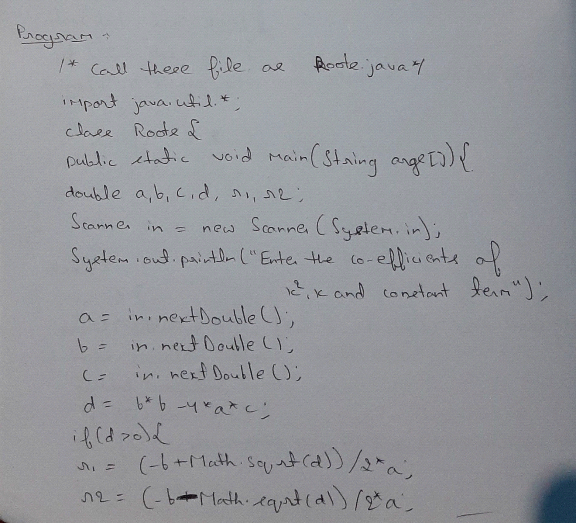 Program :-
/* Call these file as Roots.java */
import java.util.*;
class Roots {
public static void main(String args[]){
double a,b,c,d, r1, r2;
Scanner in = new Scanner (System.in);
System.out.println("Enter the co-efficients of
x², x and constant term");
a = in.nextDouble();
b = in.nextDouble();
c = in.nextDouble();
d = b*b -4*a*c;
if(d>0){
r1 = (-b+Math.sqrt(d))/2*a;
r2 = (-b-Math.sqrt(d))/2*a;